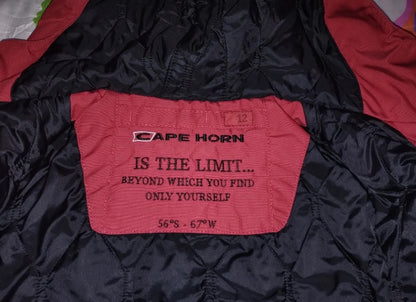 12
CAPE HORN
IS THE LIMIT...
BEYOND WHICH YOU FIND
ONLY YOURSELF
56°S - 67°W